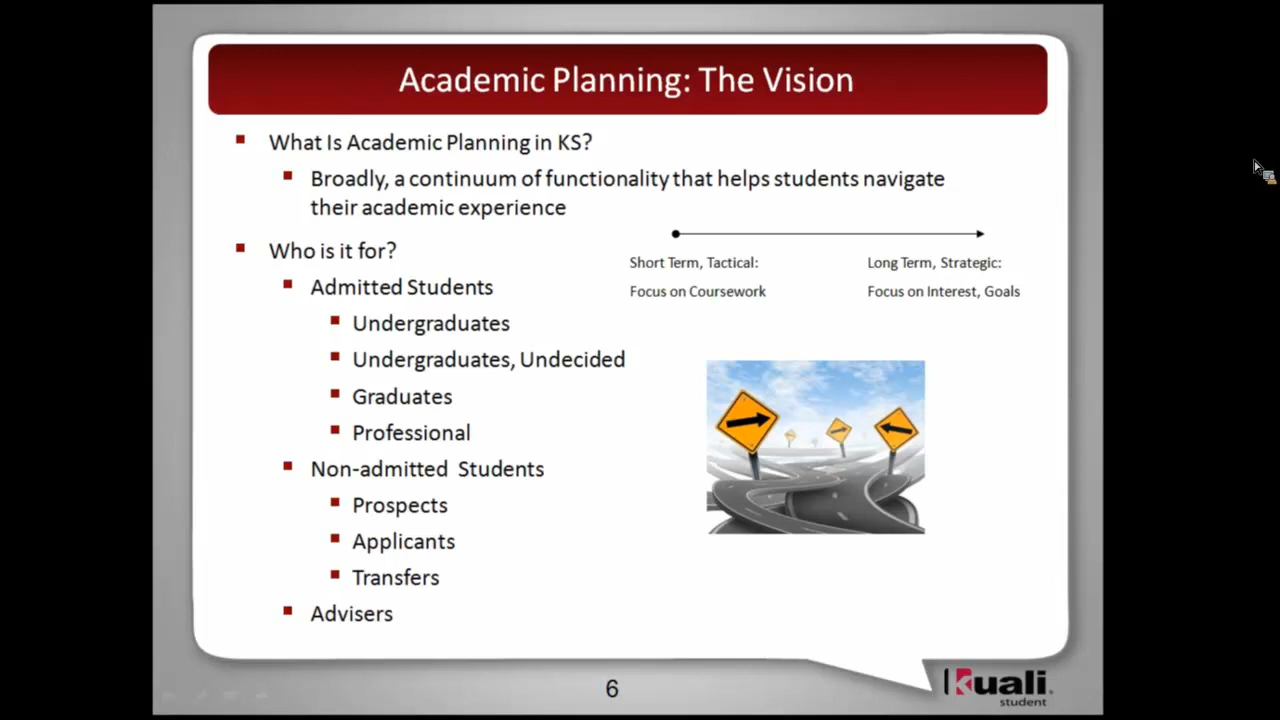 Academic Planning: The Vision
What Is Academic Planning in KS?
Broadly, a continuum of functionality that helps students navigate
their academic experience
Who is it for?
Short Term, Tactical:
Focus on Coursework
Long Term, Strategic:
Focus on Interest, Goals
Admitted Students
Undergraduates
Undergraduates, Undecided
Graduates
Professional
Non-admitted Students
Prospects
Applicants
Transfers
Advisers
6
Kuali
student